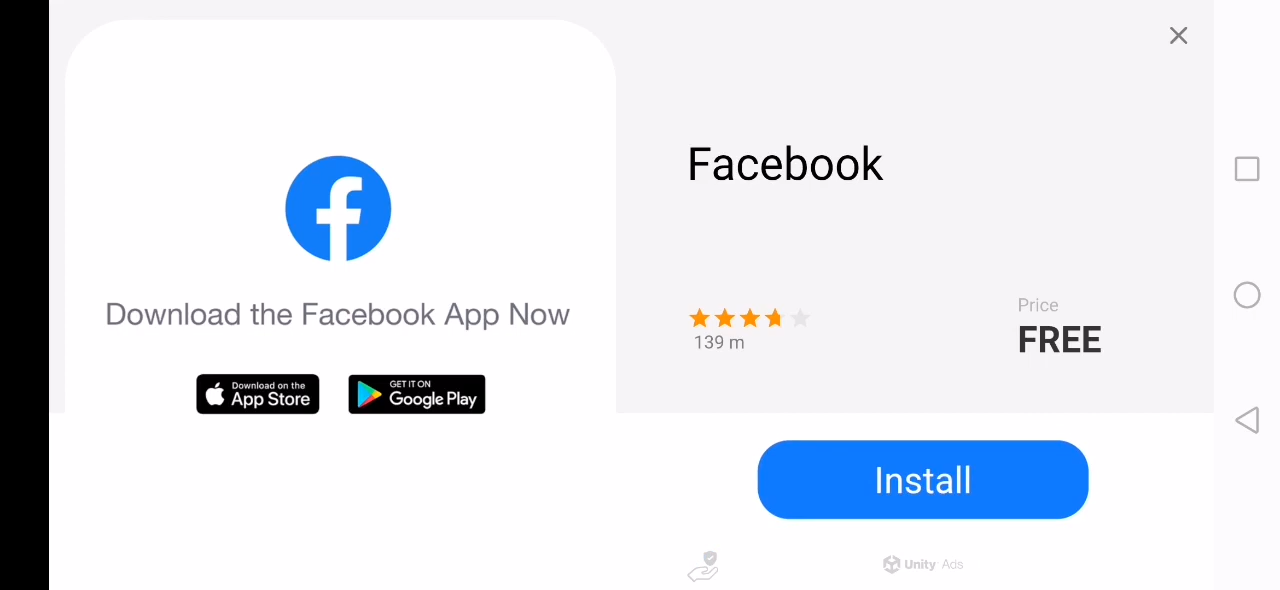 Download the Facebook App Now
Download on the
App Store
GET IT ON
Google Play
Facebook
139 m
Price
FREE
Install
Unity Ads